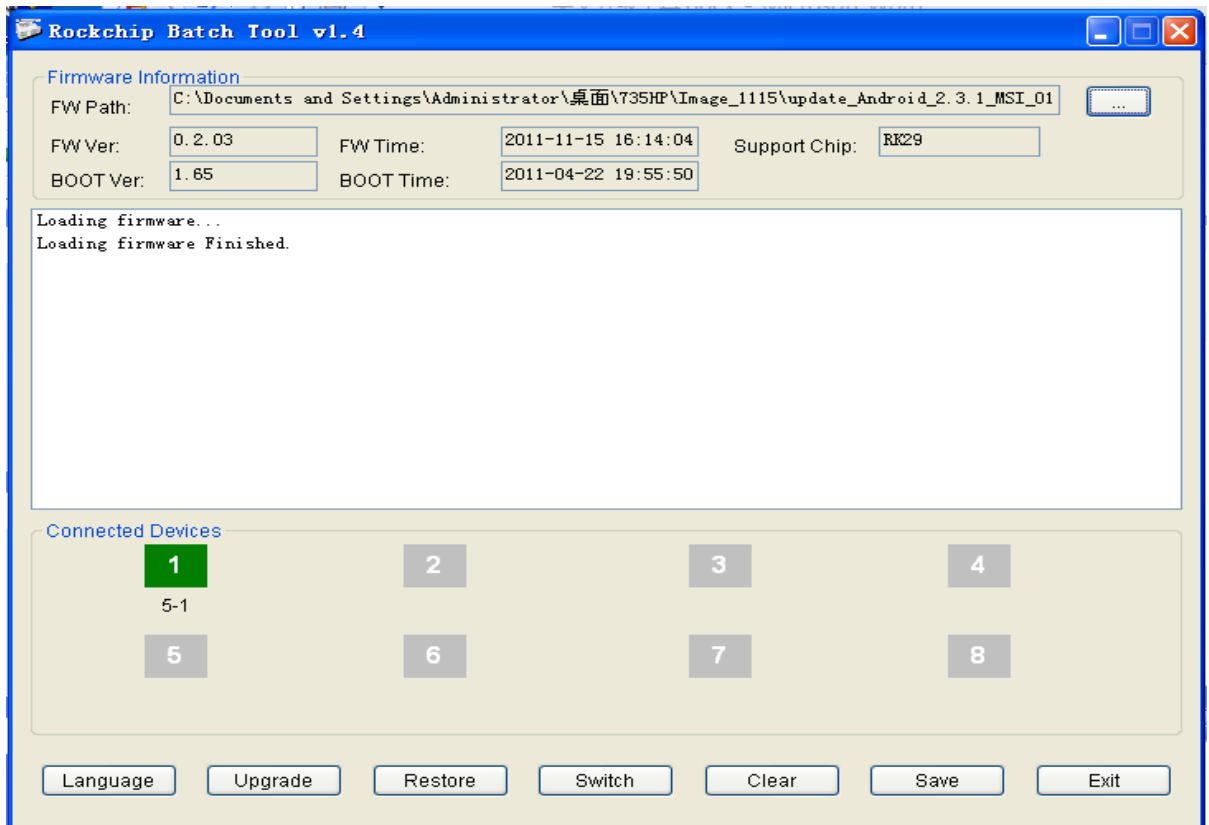 Rockchip Batch Tool v1.4
Firmware Information
FW Path: C:\Documents and Settings\Administrator\桌面\735HP\Image_1115\update_Android_2.3.1_MSI_01 ...
FW Ver: 0.2.03 FW Time: 2011-11-15 16:14:04 Support Chip: RK29
BOOT Ver: 1.65 BOOT Time: 2011-04-22 19:55:50
Loading firmware...
Loading firmware Finished.
Connected Devices
1 2 3 4
5-1
5 6 7 8
Language Upgrade Restore Switch Clear Save Exit